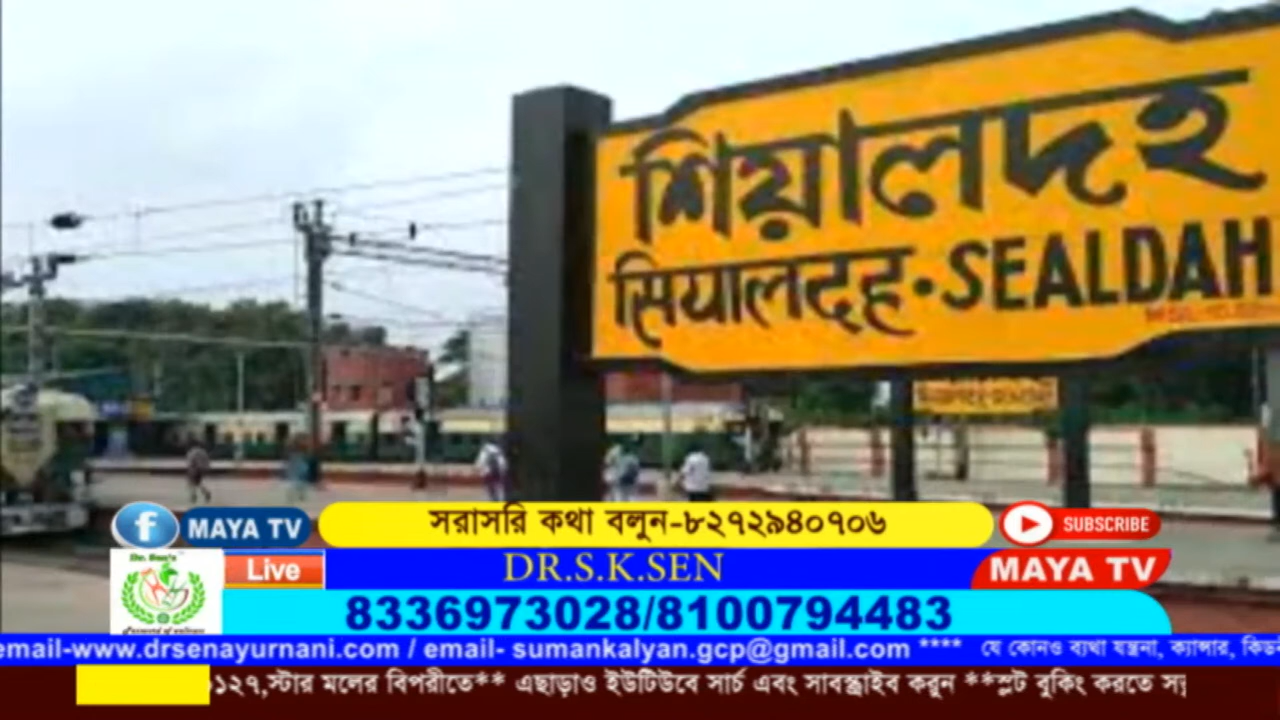 শিয়ালদহ
सियालदह • SEALDAH
সরাসরি কথা বলুন-৮২৭২৯৪০৭০৬
f MAYA TV
SUBSCRIBE
Dr. Sen's
Live
DR.S.K.SEN
MAYA TV
8336973028/8100794483
email-www.drsenayurnani.com / email- sumankalyan.gcp@gmail.com **** যে কোনও ব্যথা যন্ত্রনা, ক্যান্সার,
১২৭,স্টার মলের বিপরীতে** এছাড়াও ইউটিউবে সার্চ এবং সাবস্ক্রাইব করুন **স্লট বুকিং করতে